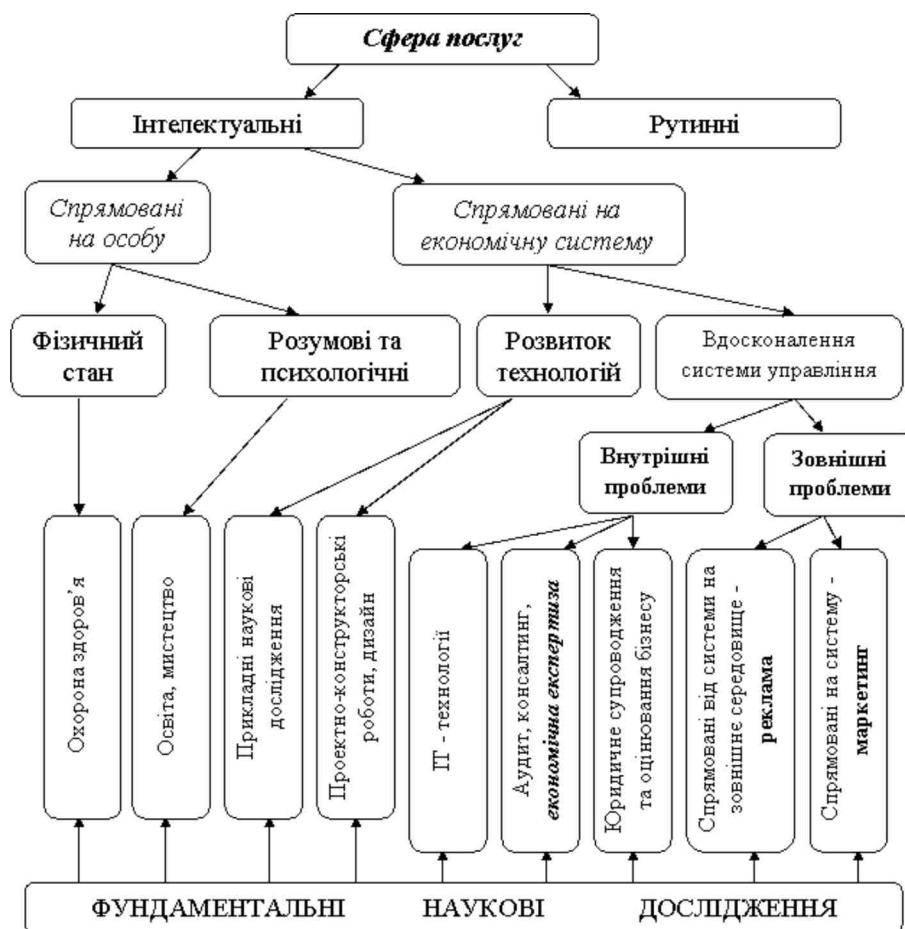 Сфера послуг
Інтелектуальні
Рутинні
Спрямовані
на особу
Спрямовані на
економічну систему
Фізичний
стан
Розумові та
психологічні
Розвиток
технологій
Вдосконалення
системи управління
Внутрішні
проблеми
Зовнішні
проблеми
Охорона здоров’я
Освіта, мистецтво
Прикладні наукові
дослідження
Проектно-конструкторські
роботи, дизайн
ІТ - технології
Аудит, консалтинг,
економічна експертиза
Юридичне супроводження
та оцінювання бізнесу
Спрямовані від системи на
зовнішнє середовище -
реклама
Спрямовані на систему -
маркетинг
ФУНДАМЕНТАЛЬНІ НАУКОВІ ДОСЛІДЖЕННЯ